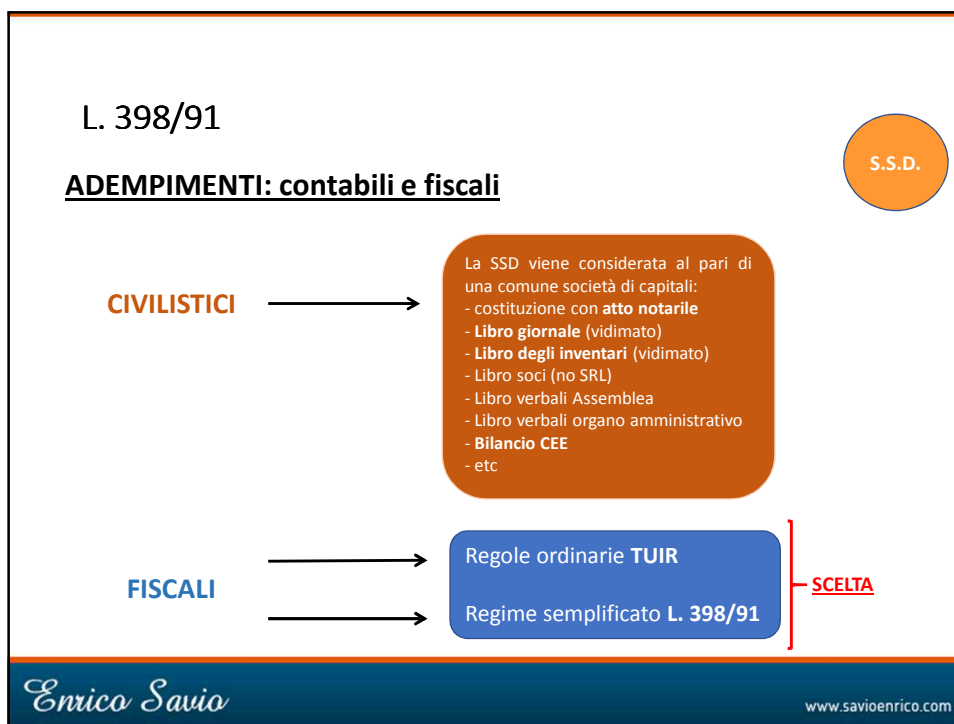 L. 398/91
S.S.D.
ADEMPIMENTI: contabili e fiscali
CIVILISTICI
La SSD viene considerata al pari di
una comune società di capitali:
- costituzione con atto notarile
- Libro giornale (vidimato)
- Libro degli inventari (vidimato)
- Libro soci (no SRL)
- Libro verbali Assemblea
- Libro verbali organo amministrativo
- Bilancio CEE
- etc
FISCALI
Regole ordinarie TUIR
Regime semplificato L. 398/91
SCELTA
Enrico Savio
www.savioenrico.com